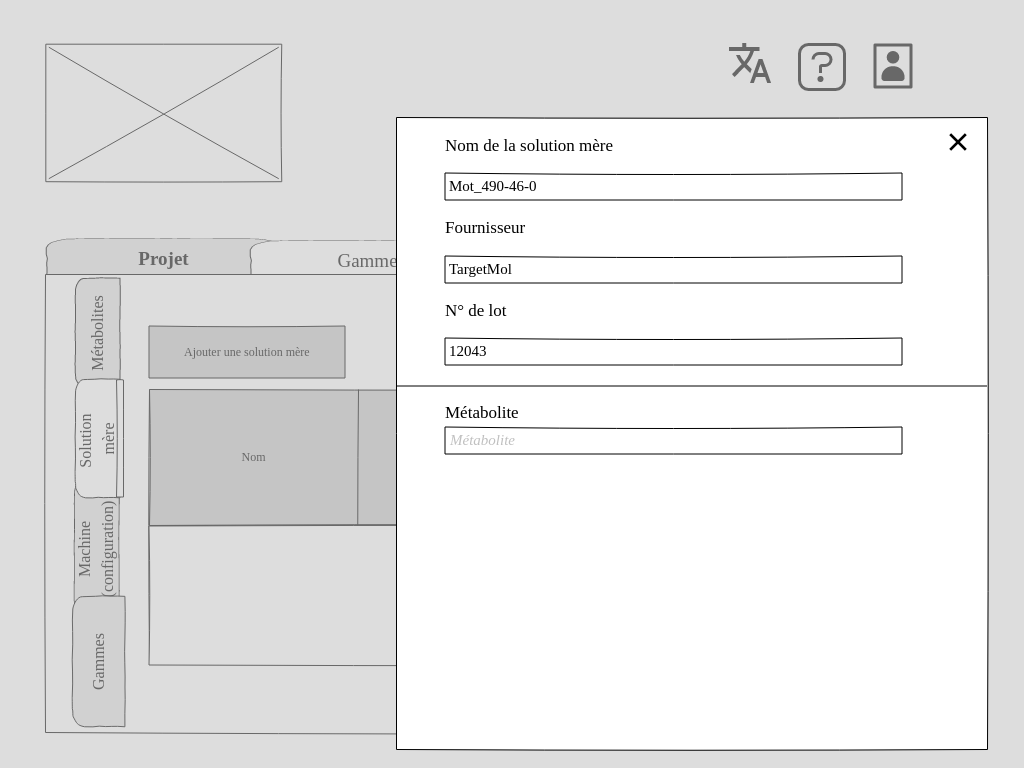 Nom de la solution mère
Mot_490-46-0
Fournisseur
TargetMol
N° de lot
12043
Métabolite
Métabolite
Projet
Gamme
Métabolites
Solution
mère
Machine
(configuration)
Gammes
Ajouter une solution mère
Nom